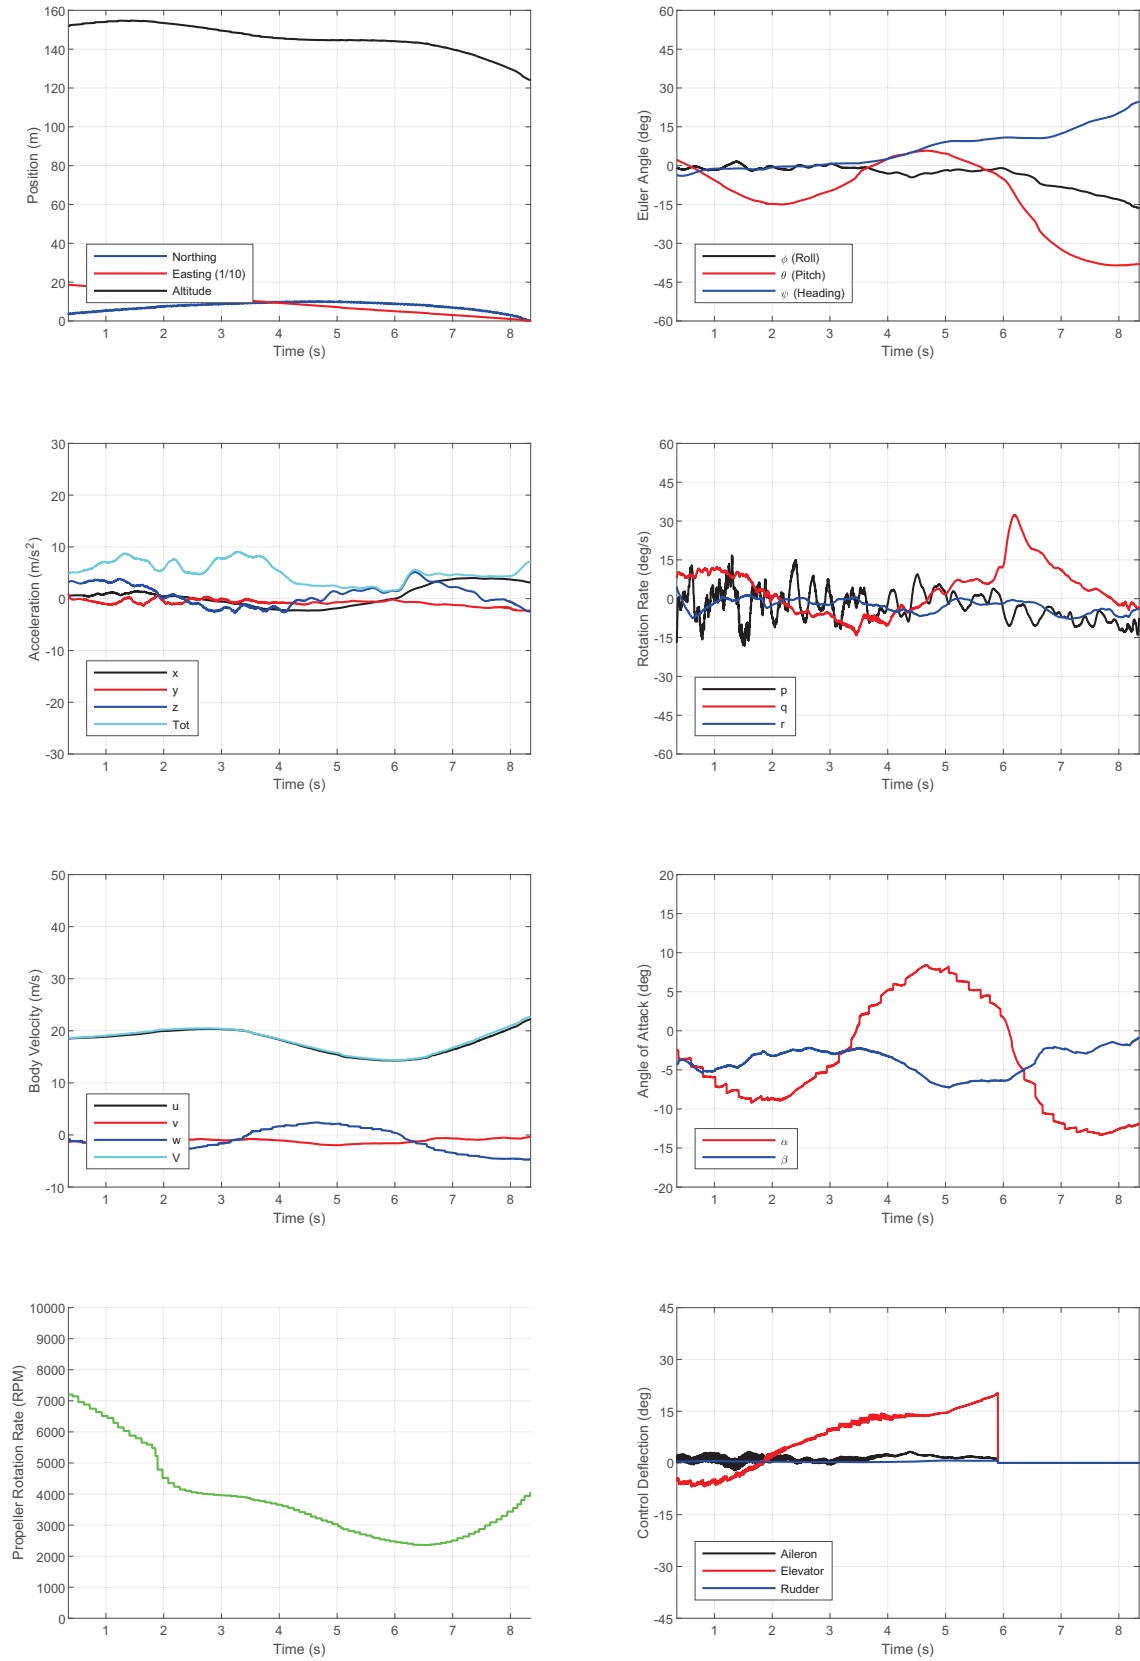 160
140
120
100
80
60
40
20
0
Position (m)
Northing
Easting (1/10)
Altitude
1 2 3 4 5 6 7 8
Time (s)
60
45
30
15
0
-15
-30
-45
-60
Euler Angle (deg)
ϕ (Roll)
θ (Pitch)
ψ (Heading)
1 2 3 4 5 6 7 8
Time (s)
30
20
10
0
-10
-20
-30
Acceleration (m/s²)
x
y
z
Tot
1 2 3 4 5 6 7 8
Time (s)
60
45
30
15
0
-15
-30
-45
-60
Rotation Rate (deg/s)
p
q
r
1 2 3 4 5 6 7 8
Time (s)
50
40
30
20
10
0
-10
Body Velocity (m/s)
u
v
w
V
1 2 3 4 5 6 7 8
Time (s)
20
15
10
5
0
-5
-10
-15
-20
Angle of Attack (deg)
α
β
1 2 3 4 5 6 7 8
Time (s)
10000
9000
8000
7000
6000
5000
4000
3000
2000
1000
0
Propeller Rotation Rate (RPM)
1 2 3 4 5 6 7 8
Time (s)
45
30
15
0
-15
-30
-45
Control Deflection (deg)
Aileron
Elevator
Rudder
1 2 3 4 5 6 7 8
Time (s)